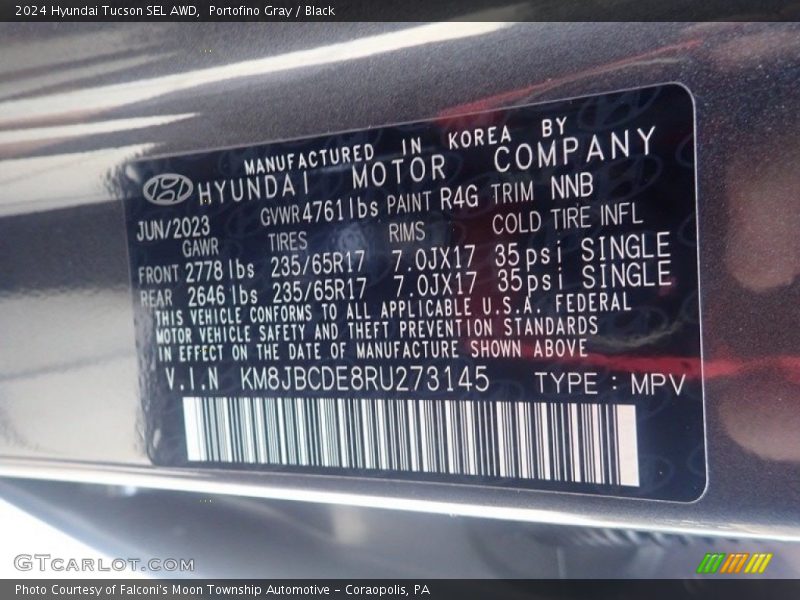 2024 Hyundai Tucson SEL AWD,  Portofino Gray / Black
MANUFACTURED IN KOREA BY
HYUNDAI MOTOR COMPANY
JUN/2023 GVWR 4761 lbs PAINT R4G TRIM NNB
GAWR TIRES RIMS COLD TIRE INFL
FRONT 2778 lbs 235/65R17 7.0JX17 35psi SINGLE
REAR 2646 lbs 235/65R17 7.0JX17 35psi SINGLE
THIS VEHICLE CONFORMS TO ALL APPLICABLE U.S.A. FEDERAL
MOTOR VEHICLE SAFETY AND THEFT PREVENTION STANDARDS
IN EFFECT ON THE DATE OF MANUFACTURE SHOWN ABOVE
V.I.N KM8JBCDE8RU273145 TYPE : MPV
GTCARLOT.COM
Photo Courtesy of Falconi's Moon Township Automotive – Coraopolis, PA